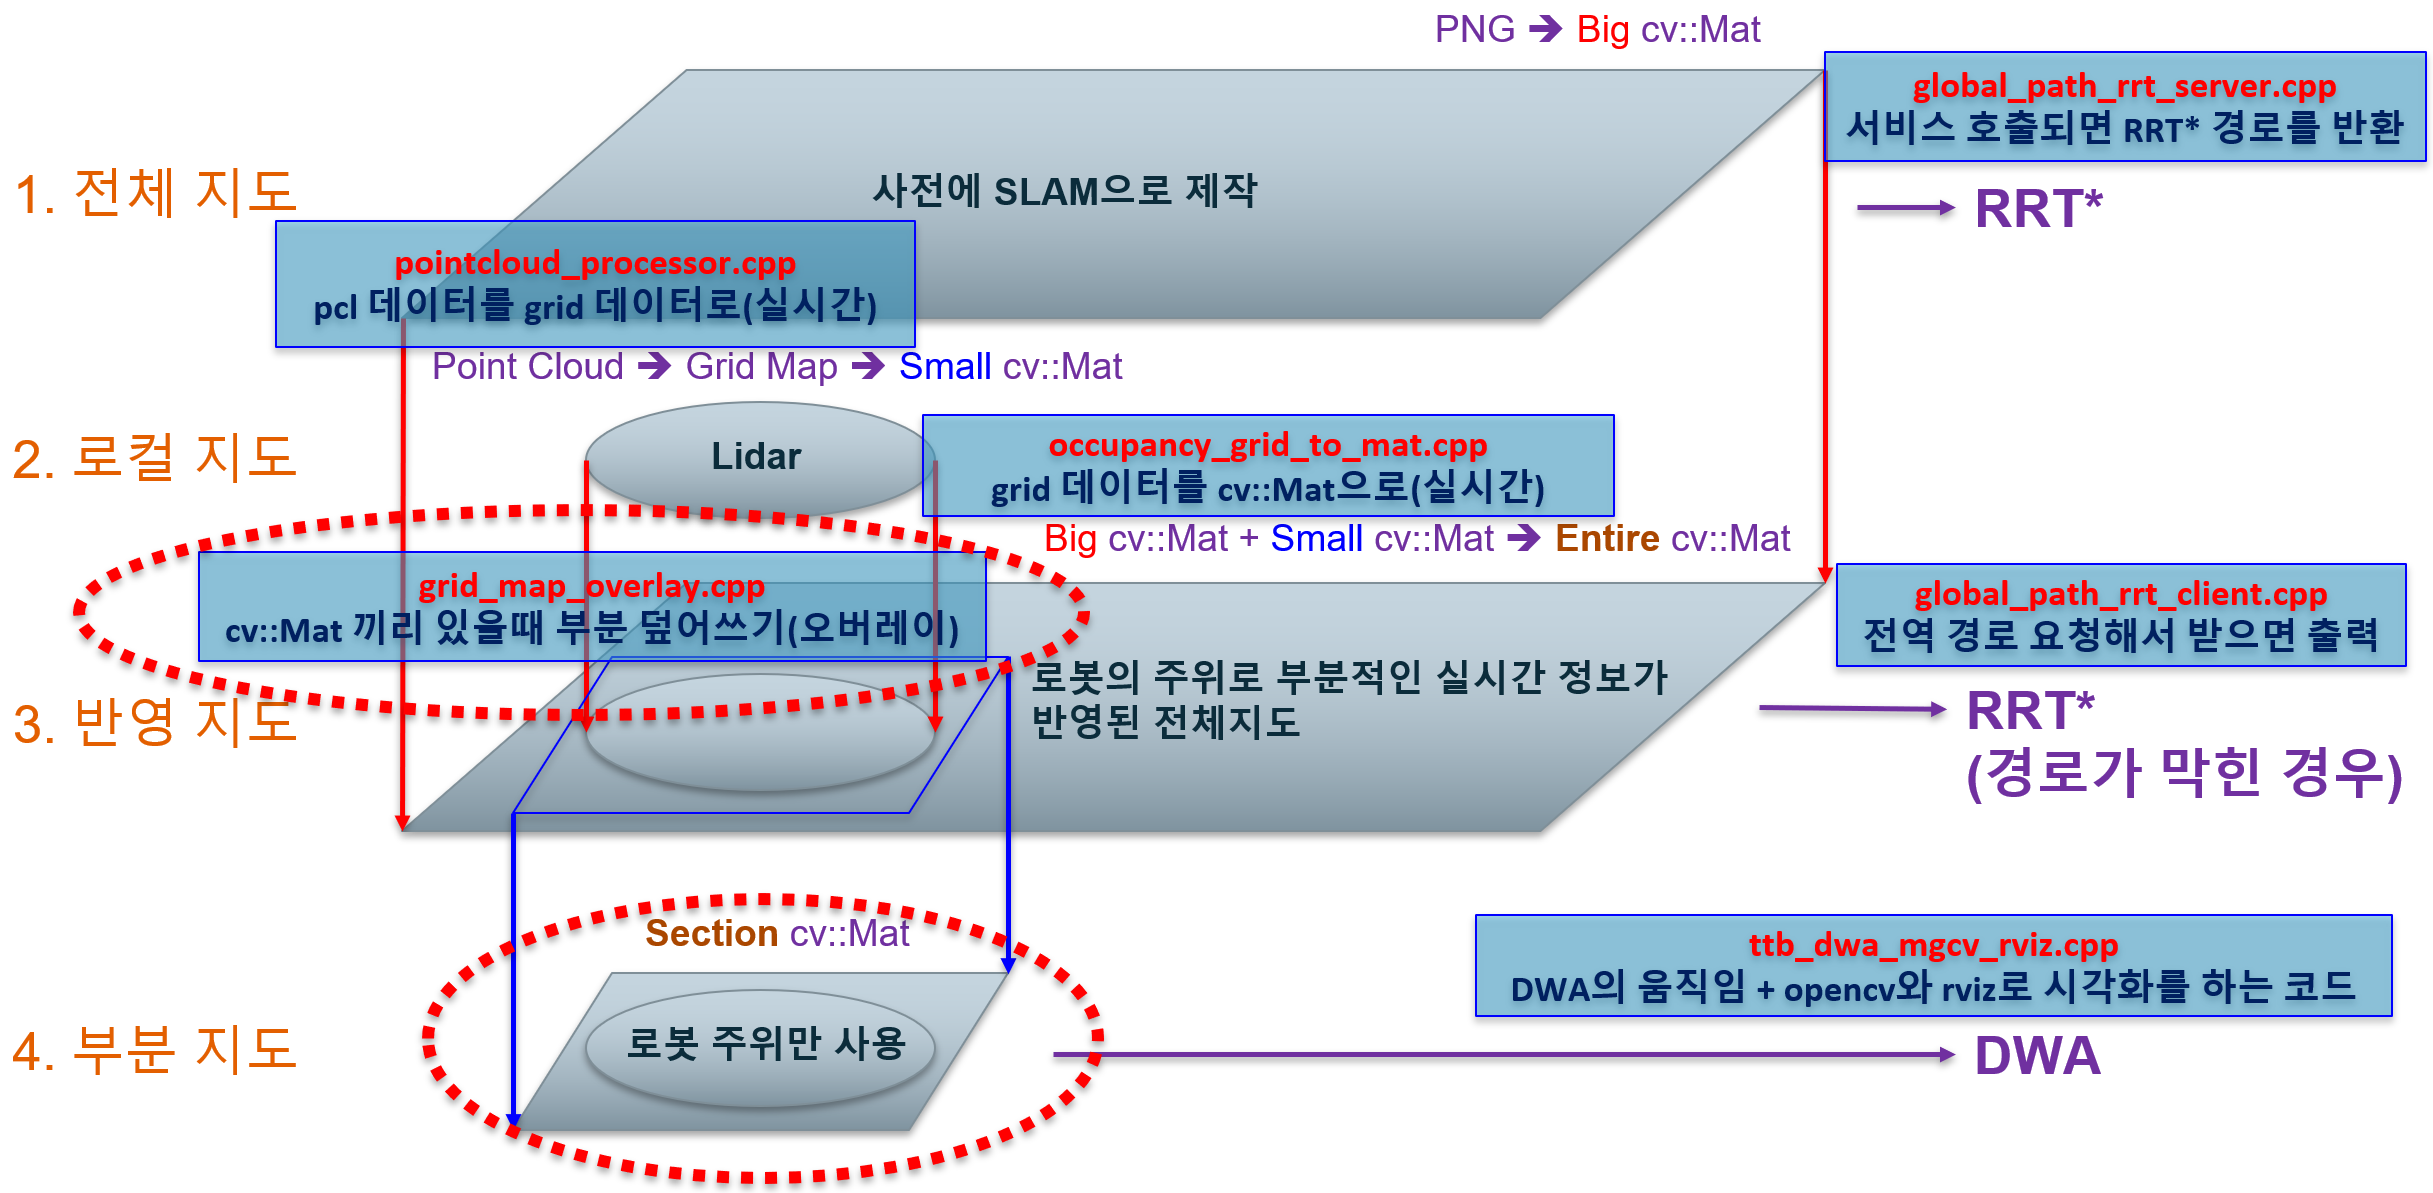 PNG ➔ Big cv::Mat
global_path_rrt_server.cpp
서비스 호출되면 RRT* 경로를 반환
1. 전체 지도
사전에 SLAM으로 제작
RRT*
pointcloud_processor.cpp
pcl 데이터를 grid 데이터로(실시간)
Point Cloud ➔ Grid Map ➔ Small cv::Mat
2. 로컬 지도
Lidar
occupancy_grid_to_mat.cpp
grid 데이터를 cv::Mat으로(실시간)
Big cv::Mat + Small cv::Mat ➔ Entire cv::Mat
grid_map_overlay.cpp
cv::Mat 끼리 있을때 부분 덮어쓰기(오버레이)
global_path_rrt_client.cpp
전역 경로 요청해서 받으면 출력
3. 반영 지도
로봇의 주위로 부분적인 실시간 정보가
반영된 전체지도
RRT*
(경로가 막힌 경우)
Section cv::Mat
ttb_dwa_mgcv_rviz.cpp
DWA의 움직임 + opencv와 rviz로 시각화를 하는 코드
4. 부분 지도
로봇 주위만 사용
DWA